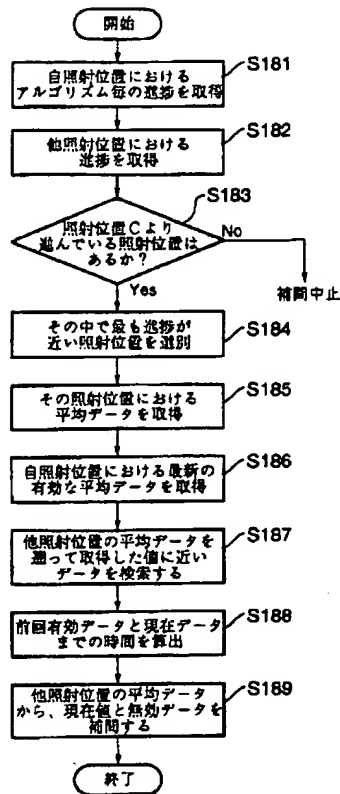 開始
自照射位置における
アルゴリズム毎の進捗を取得
S181
他照射位置における
進捗を取得
S182
照射位置Cより
進んでいる照射位置は
あるか?
S183
No
補間中止
Yes
その中で最も進捗が
近い照射位置を選別
S184
その照射位置における
平均データを取得
S185
自照射位置における最新の
有効な平均データを取得
S186
他照射位置の平均データを
遡って取得した値に近い
データを検索する
S187
前回有効データと現在データ
までの時間を算出
S188
他照射位置の平均データ
から、現在値と無効データを
補間する
S189
終了